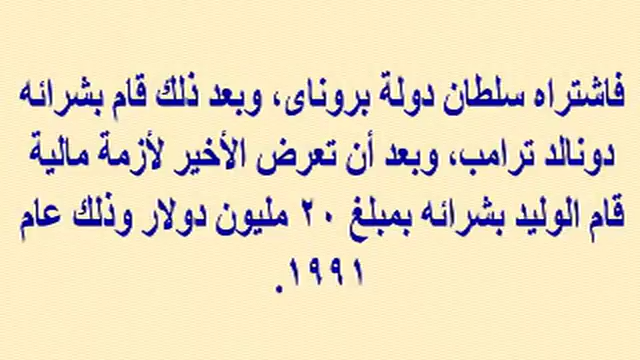 فاشتراه سلطان دولة بروناى، وبعد ذلك قام بشرائه
دونالد ترامب، وبعد أن تعرض الأخير لأزمة مالية
قام الوليد بشرائه بمبلغ ٢٠ مليون دولار وذلك عام
١٩٩١.